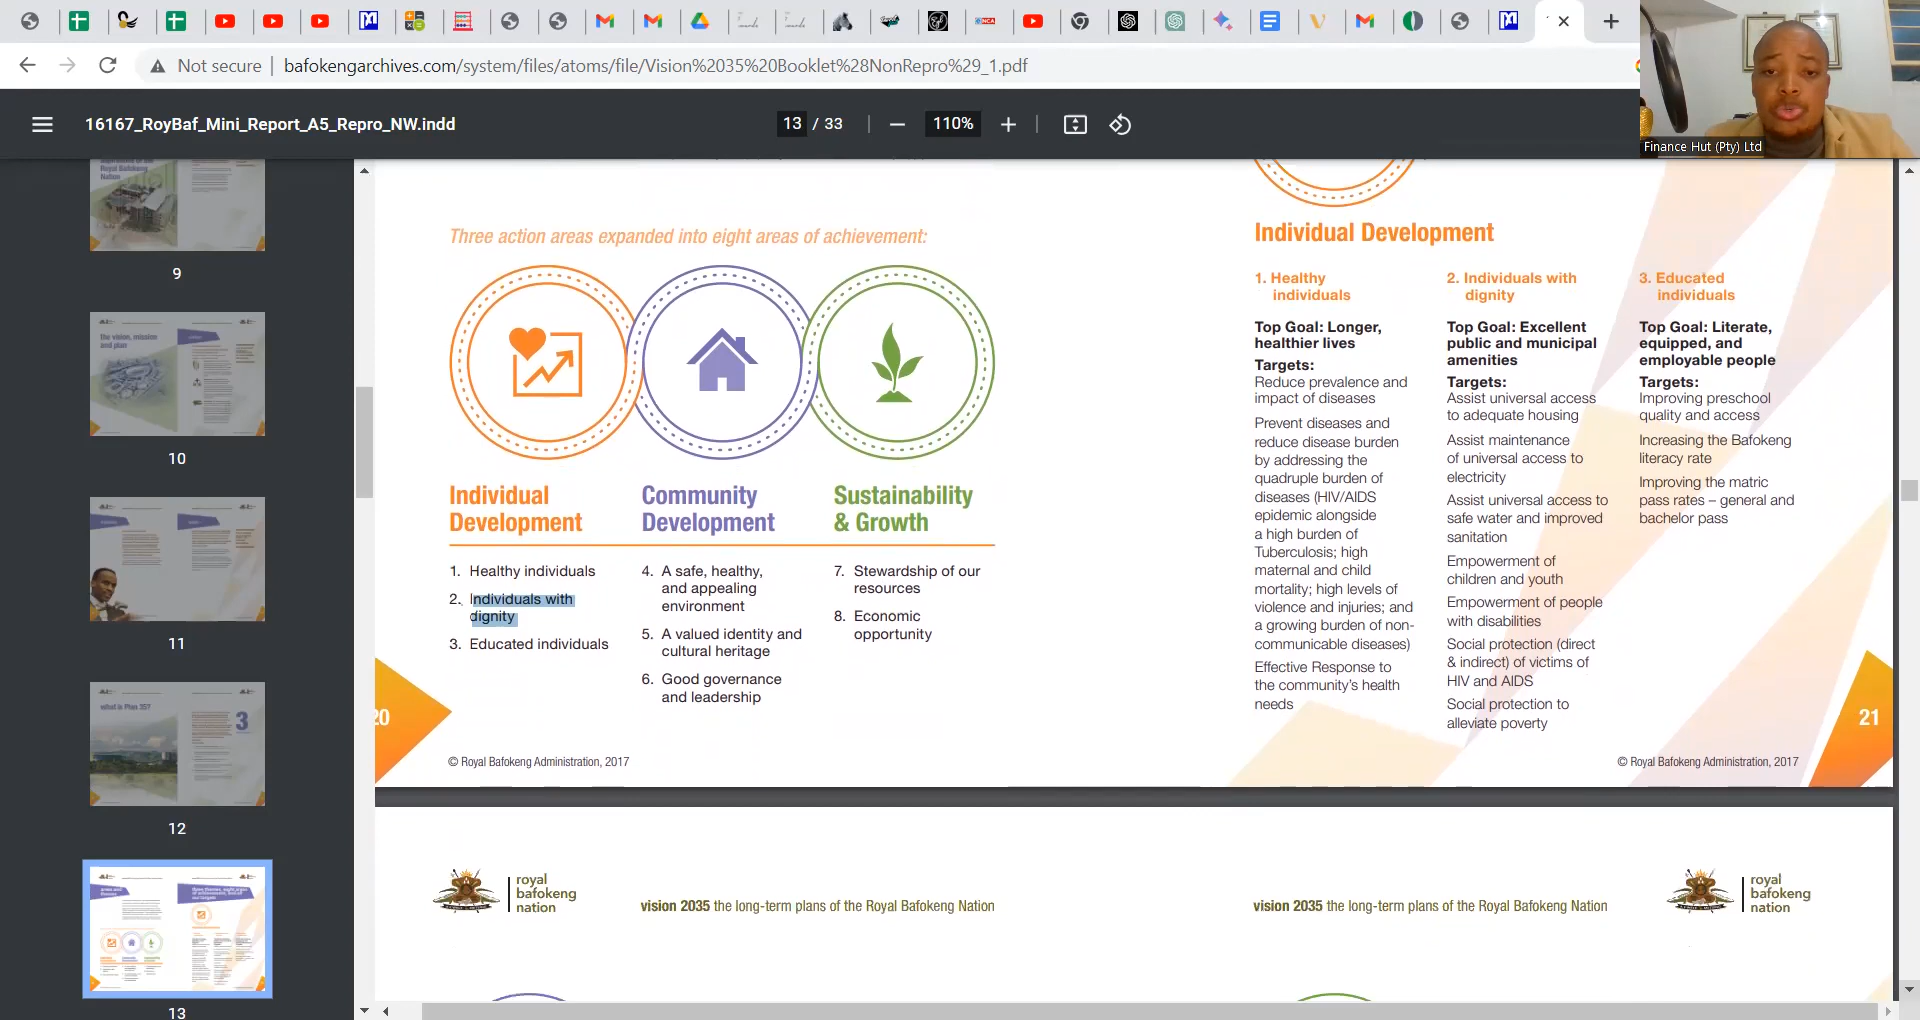 Not secure
bafokengarchives.com/system/files/atoms/file/Vision%2035%20Booklet%28NonRepro%29_1.pdf
16167_RoyBaf_Mini_Report_A5_Repro_NW.indd
13 / 33
110%
Finance Hut (Pty) Ltd
Royal Bafokeng
Nation
9
The vision, mission
and plan
10
11
what is Plan 35?
3
12
13
Three action areas expanded into eight areas of achievement:
Individual
Development
1. Healthy individuals
2. Individuals with
dignity
3. Educated individuals
Community
Development
4. A safe, healthy,
and appealing
environment
5. A valued identity and
cultural heritage
6. Good governance
and leadership
Sustainability
& Growth
7. Stewardship of our
resources
8. Economic
opportunity
20
© Royal Bafokeng Administration, 2017
Individual Development
1. Healthy
individuals
Top Goal: Longer,
healthier lives
Targets:
Reduce prevalence and
impact of diseases
Prevent diseases and
reduce disease burden
by addressing the
quadruple burden of
diseases (HIV/AIDS
epidemic alongside
a high burden of
Tuberculosis; high
maternal and child
mortality; high levels of
violence and injuries; and
a growing burden of non-
communicable diseases)
Effective Response to
the community's health
needs
2. Individuals with
dignity
Top Goal: Excellent
public and municipal
amenities
Targets:
Assist universal access
to adequate housing
Assist maintenance
of universal access to
electricity
Assist universal access to
safe water and improved
sanitation
Empowerment of
children and youth
Empowerment of people
with disabilities
Social protection (direct
& indirect) of victims of
HIV and AIDS
Social protection to
alleviate poverty
3. Educated
individuals
Top Goal: Literate,
equipped, and
employable people
Targets:
Improving preschool
quality and access
Increasing the Bafokeng
literacy rate
Improving the matric
pass rates – general and
bachelor pass
21
© Royal Bafokeng Administration, 2017
royal
bafokeng
nation
vision 2035 the long-term plans of the Royal Bafokeng Nation
vision 2035 the long-term plans of the Royal Bafokeng Nation
royal
bafokeng
nation